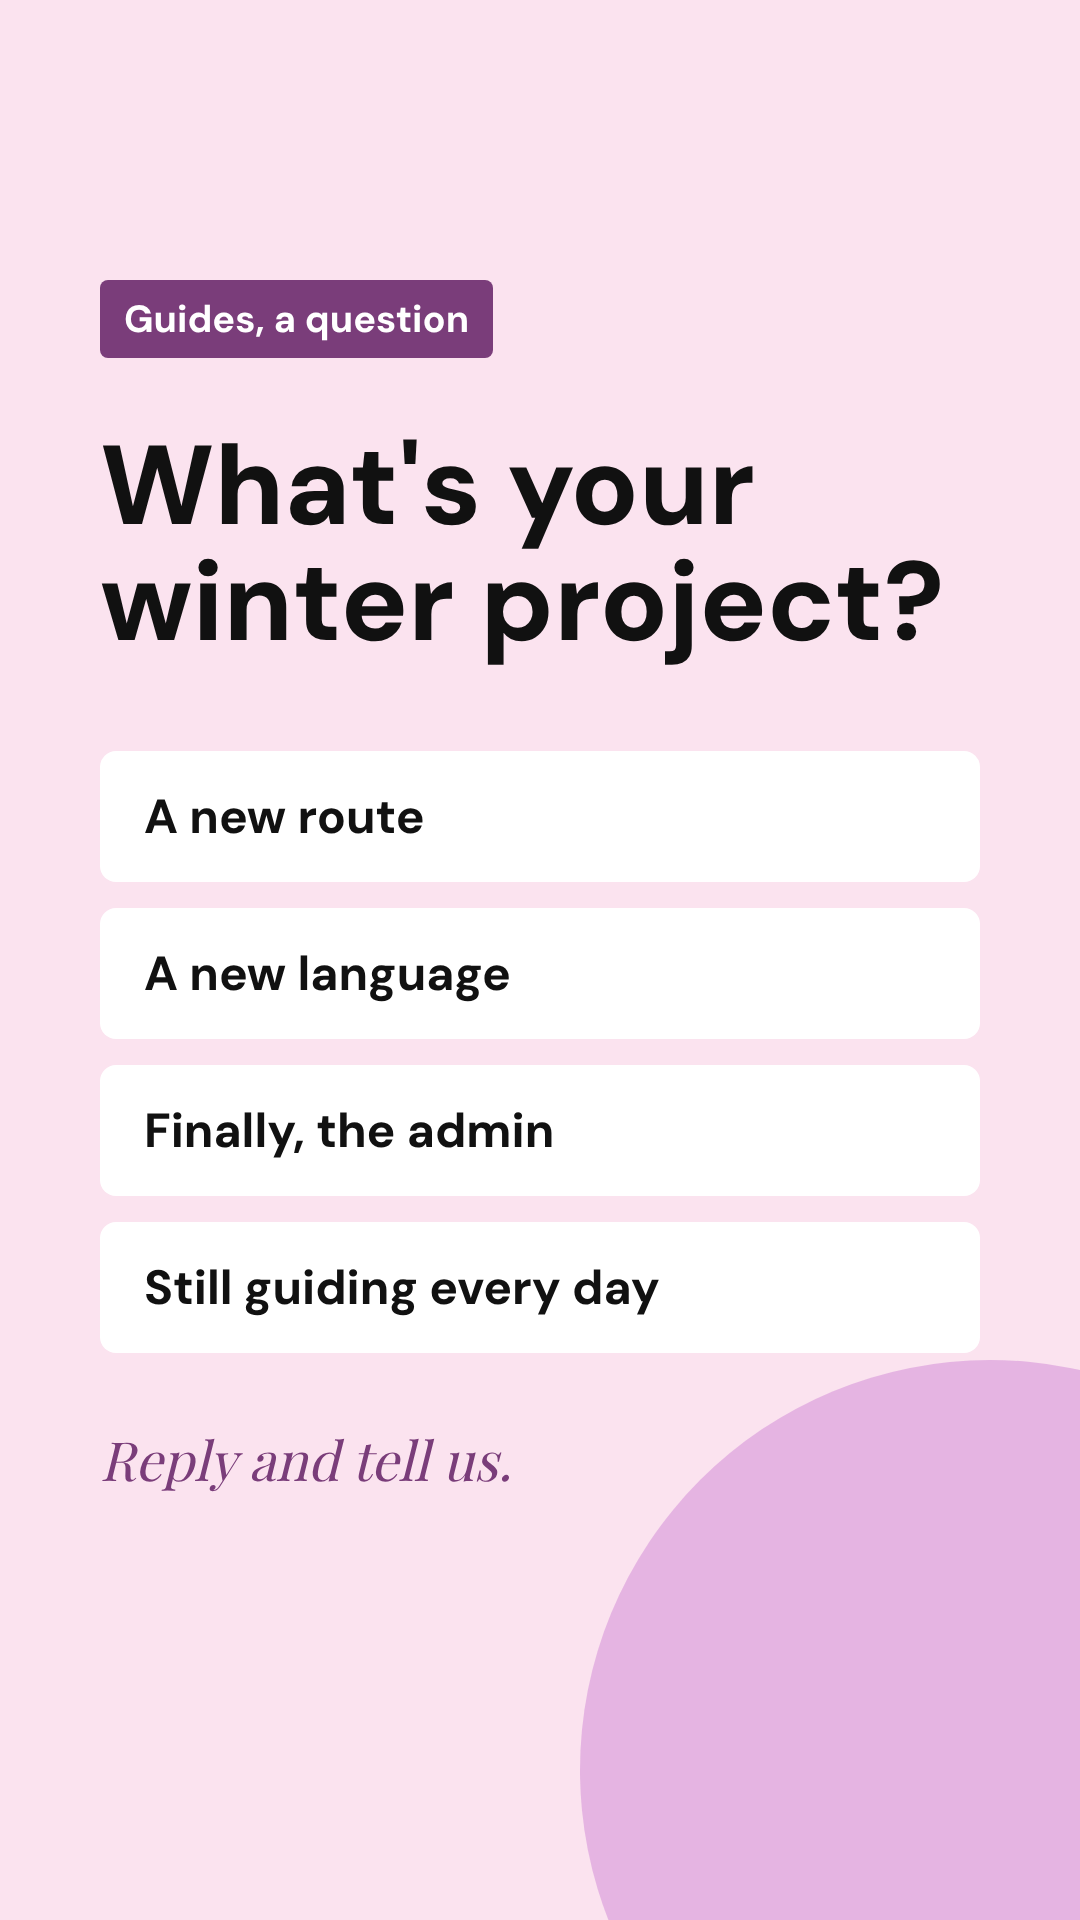 Guides, a question
What's your
winter project?
A new route
A new language
Finally, the admin
Still guiding every day
Reply and tell us.